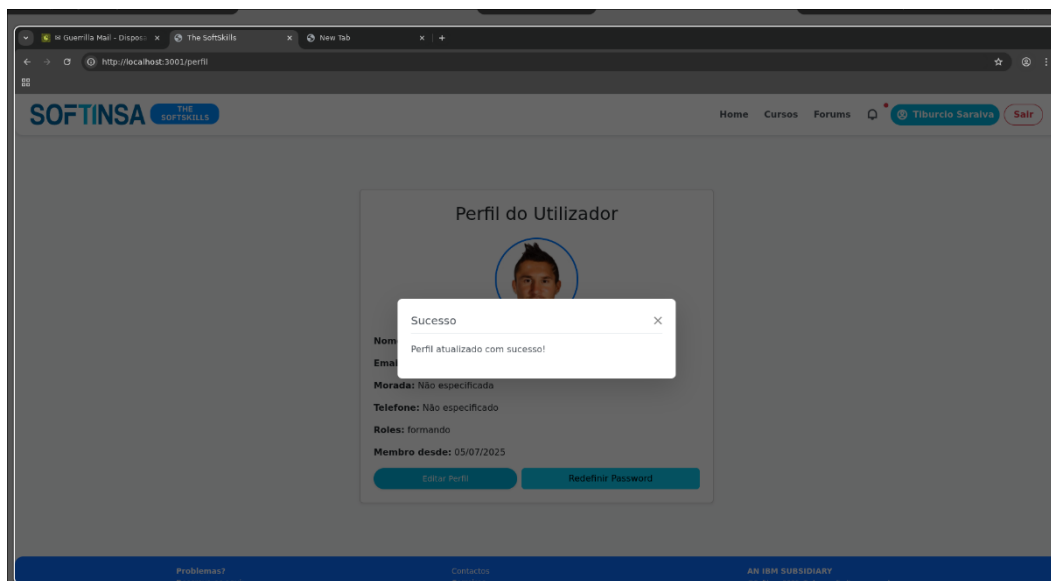 Guerrilla Mail - Dispos
The SoftSkills
New Tab
http://localhost:3001/perfil
SOFTINSA
THE
SOFTSKILLS
Home
Cursos
Forums
Tiburcio Saraiva
Sair
Perfil do Utilizador
Sucesso
Perfil atualizado com sucesso!
Nom
Emai
Morada: Não especificada
Telefone: Não especificado
Roles: formando
Membro desde: 05/07/2025
Editar Perfil
Redefinir Password
Problemas?
Contactos
AN IBM SUBSIDIARY